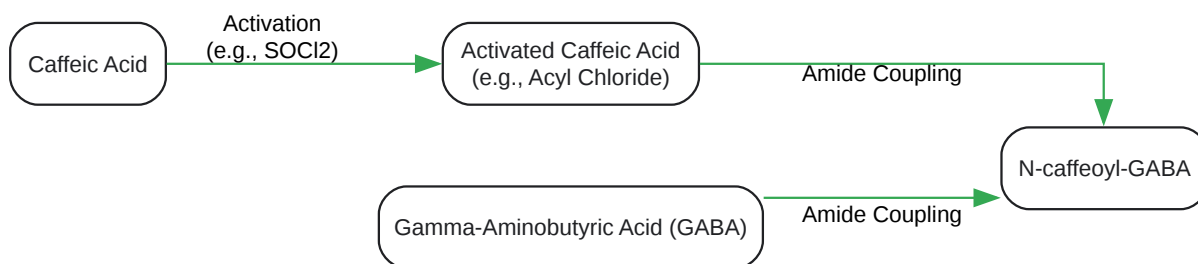 Activation
(e.g., SOCl2)
Caffeic Acid
Activated Caffeic Acid
(e.g., Acyl Chloride)
Amide Coupling
N-caffeoyl-GABA
Gamma-Aminobutyric Acid (GABA)
Amide Coupling